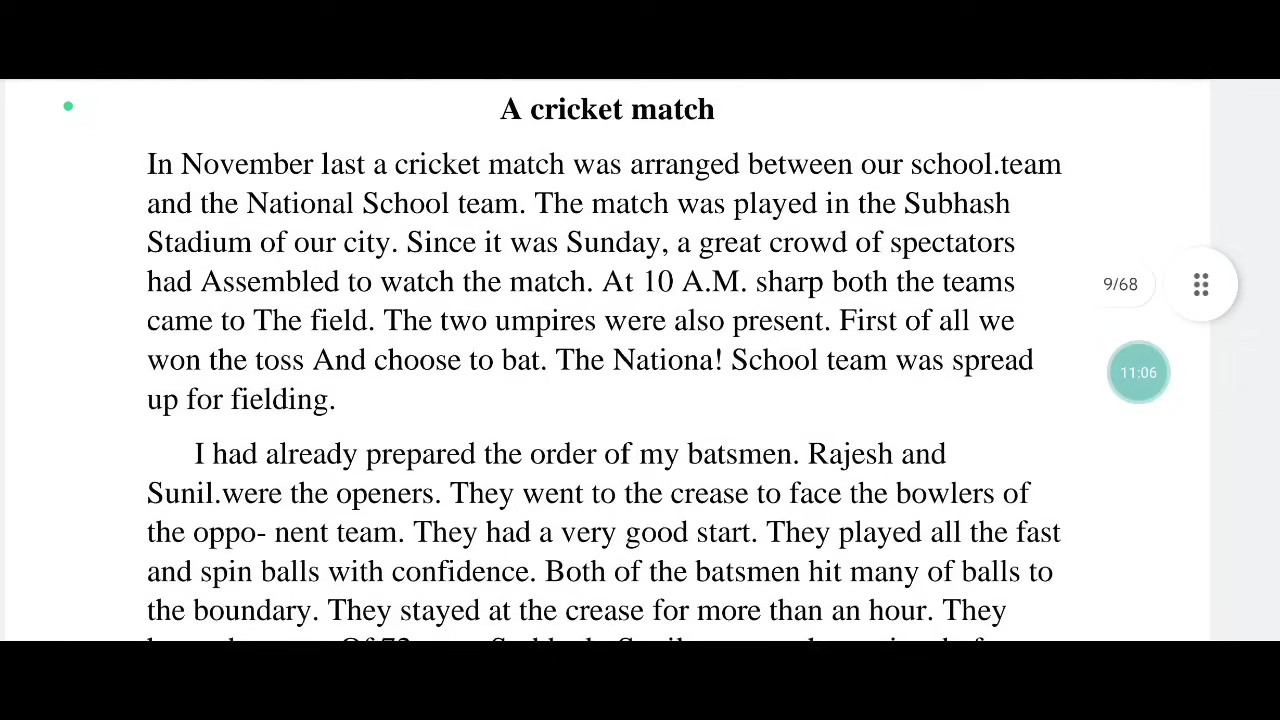 A cricket match
In November last a cricket match was arranged between our school.team
and the National School team. The match was played in the Subhash
Stadium of our city. Since it was Sunday, a great crowd of spectators
had Assembled to watch the match. At 10 A.M. sharp both the teams
came to The field. The two umpires were also present. First of all we
9/68
won the toss And choose to bat. The Nationa! School team was spread
11:06
up for fielding.
I had already prepared the order of my batsmen. Rajesh and
Sunil.were the openers. They went to the crease to face the bowlers of
the oppo- nent team. They had a very good start. They played all the fast
and spin balls with confidence. Both of the batsmen hit many of balls to
the boundary. They stayed at the crease for more than an hour. They